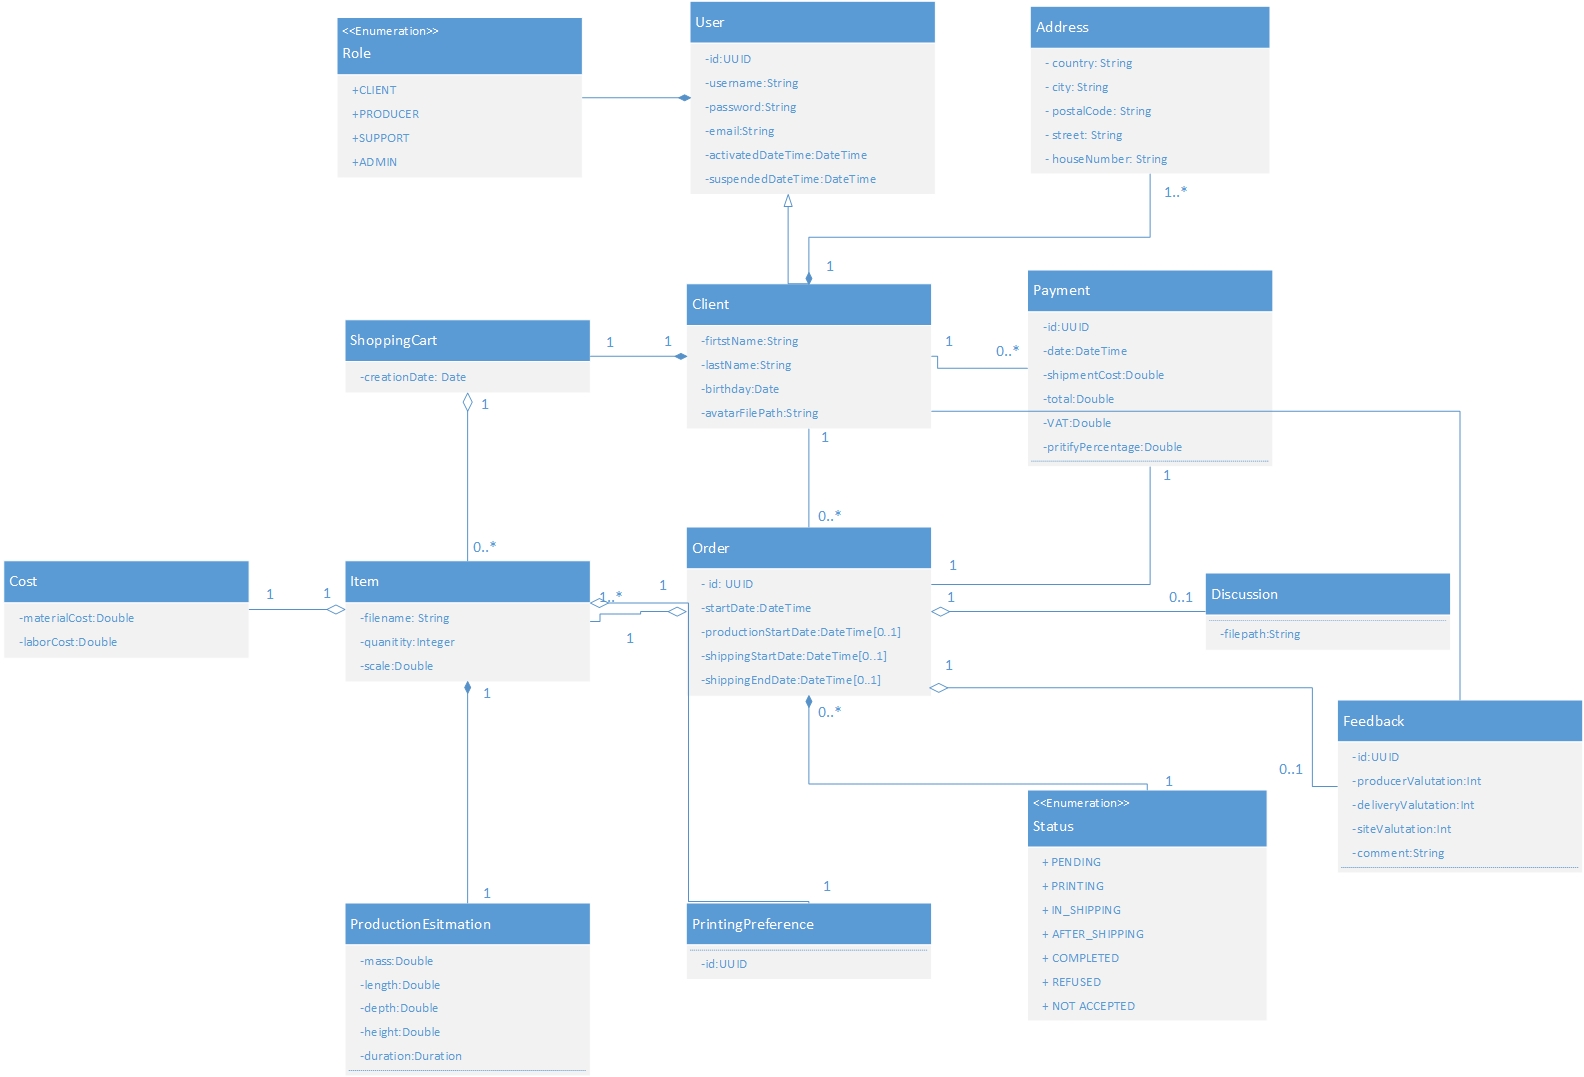 <<Enumeration>>
Role
+CLIENT
+PRODUCER
+SUPPORT
+ADMIN
User
-id:UUID
-username:String
-password:String
-email:String
-activatedDateTime:DateTime
-suspendedDateTime:DateTime
Address
- country: String
- city: String
- postalCode: String
- street: String
- houseNumber: String
1..*
1
ShoppingCart
-creationDate: Date
1
1
Client
-firtstName:String
-lastName:String
-birthday:Date
-avatarFilePath:String
1
0..*
Payment
-id:UUID
-date:DateTime
-shipmentCost:Double
-total:Double
-VAT:Double
-pritifyPercentage:Double
1
1
1
0..*
0..*
Cost
-materialCost:Double
-laborCost:Double
1
1
Item
-filename: String
-quanitity:Integer
-scale:Double
1..*
1
1
Order
- id: UUID
-startDate:DateTime
-productionStartDate:DateTime[0..1]
-shippingStartDate:DateTime[0..1]
-shippingEndDate:DateTime[0..1]
1
1
0..1
Discussion
-filepath:String
1
1
0..*
0..1
Feedback
-id:UUID
-producerValutation:Int
-deliveryValutation:Int
-siteValutation:Int
-comment:String
1
<<Enumeration>>
Status
+ PENDING
+ PRINTING
+ IN_SHIPPING
+ AFTER_SHIPPING
+ COMPLETED
+ REFUSED
+ NOT ACCEPTED
1
ProductionEsitmation
-mass:Double
-length:Double
-depth:Double
-height:Double
-duration:Duration
1
PrintingPreference
-id:UUID